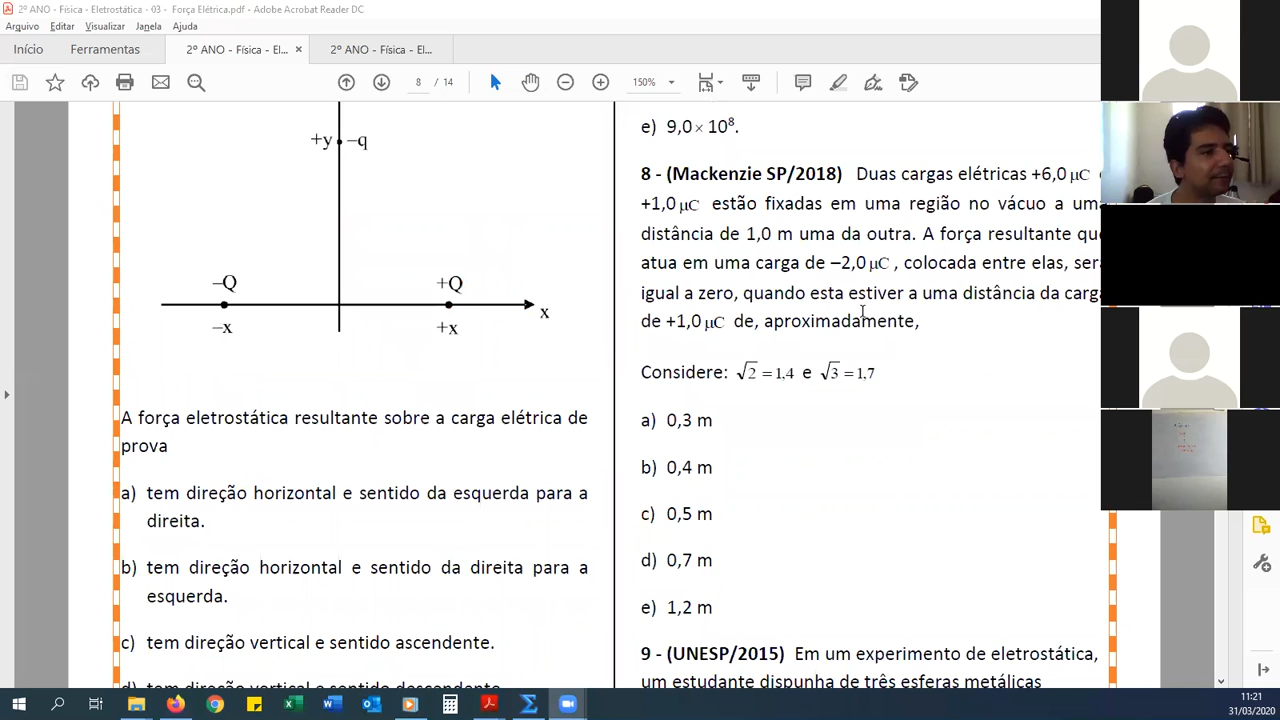 2º ANO - Física - Eletrostática - 03 - Força Elétrica.pdf - Adobe Acrobat Reader DC
Arquivo Editar Visualizar Janela Ajuda
Início Ferramentas 2º ANO - Física - El... × 2º ANO - Física - El...
8 / 14 150%
+y –q
–Q +Q
–x +x x
A força eletrostática resultante sobre a carga elétrica de
prova
a) tem direção horizontal e sentido da esquerda para a
direita.
b) tem direção horizontal e sentido da direita para a
esquerda.
c) tem direção vertical e sentido ascendente.
d) tem direção vertical e sentido descendente.
e) 9,0 × 10⁸.
8 - (Mackenzie SP/2018) Duas cargas elétricas +6,0 μC
+1,0 μC estão fixadas em uma região no vácuo a uma
distância de 1,0 m uma da outra. A força resultante que
atua em uma carga de –2,0 μC , colocada entre elas, será
igual a zero, quando esta estiver a uma distância da carga
de +1,0 μC de, aproximadamente,
Considere: √2 = 1,4 e √3 = 1,7
a) 0,3 m
b) 0,4 m
c) 0,5 m
d) 0,7 m
e) 1,2 m
9 - (UNESP/2015) Em um experimento de eletrostática,
um estudante dispunha de três esferas metálicas
11:21
31/03/2020